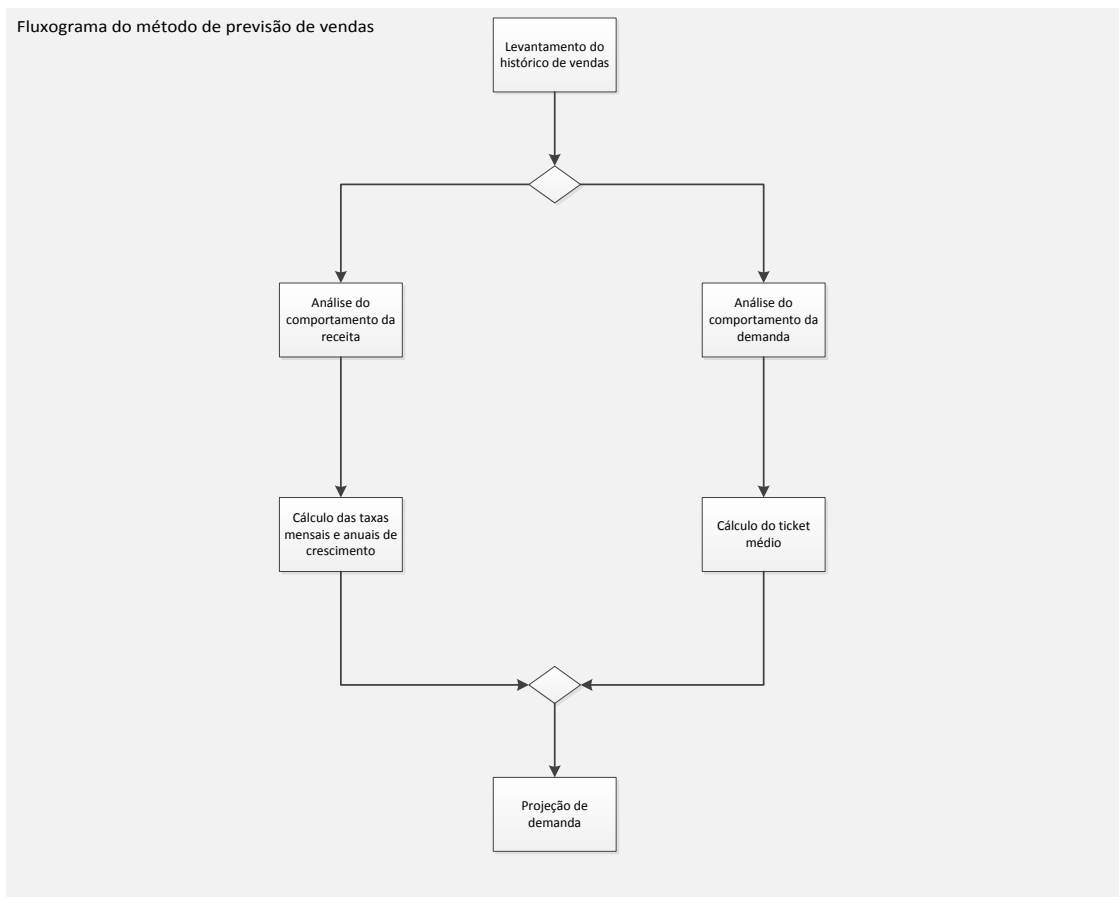 Fluxograma do método de previsão de vendas
Levantamento do
histórico de vendas
Análise do
comportamento da
receita
Análise do
comportamento da
demanda
Cálculo das taxas
mensais e anuais de
crescimento
Cálculo do ticket
médio
Projeção de
demanda